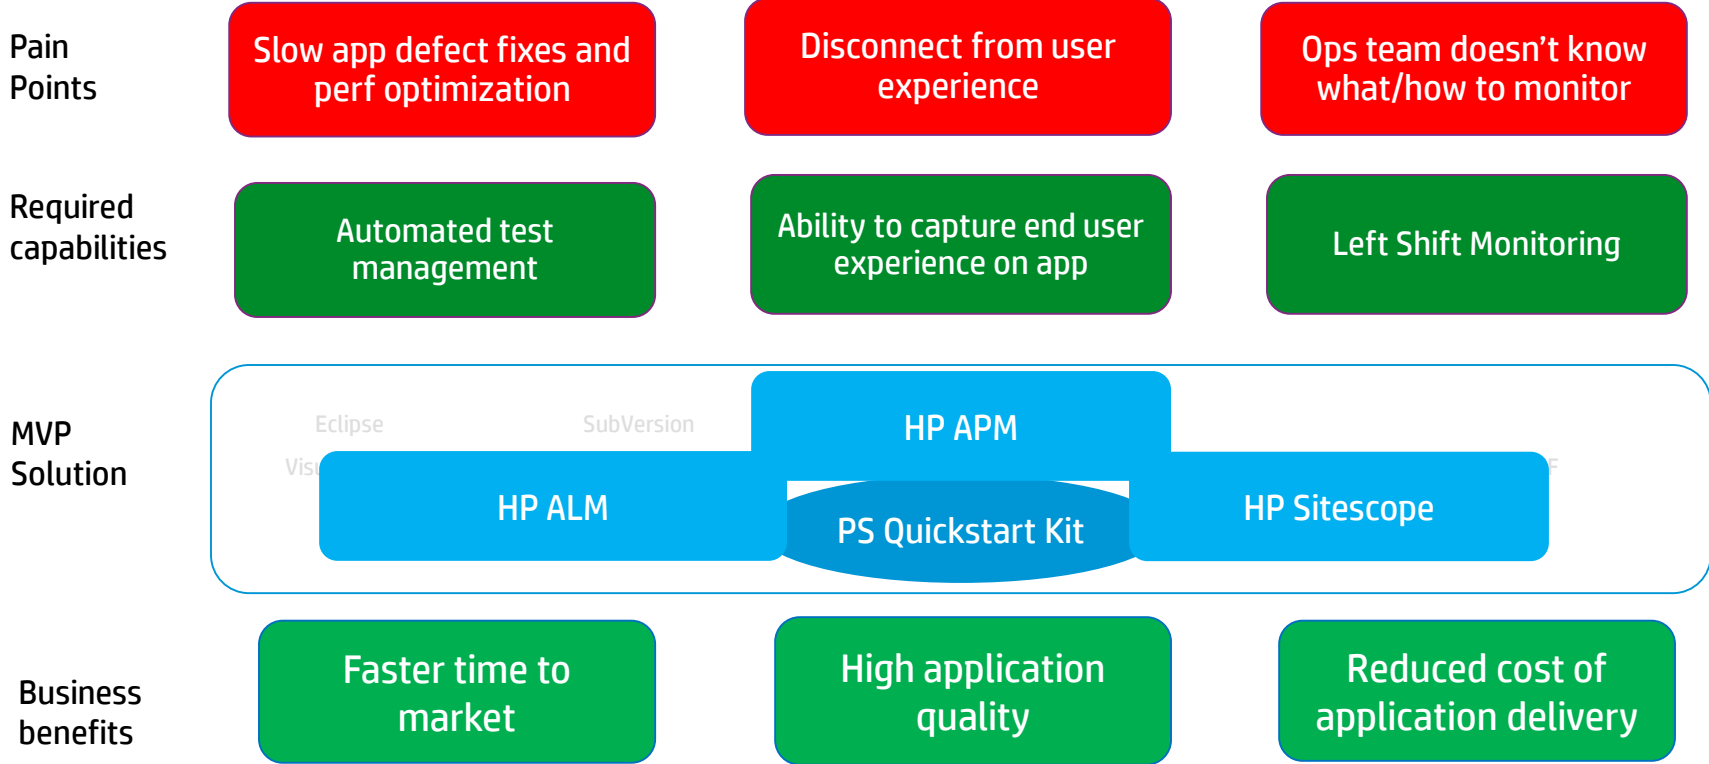 Pain
Points
Slow app defect fixes and
perf optimization
Disconnect from user
experience
Ops team doesn't know
what/how to monitor
Required
capabilities
Automated test
management
Ability to capture end user
experience on app
Left Shift Monitoring
MVP
Solution
Eclipse
SubVersion
HP APM
HP ALM
PS Quickstart Kit
HP Sitescope
Business
benefits
Faster time to
market
High application
quality
Reduced cost of
application delivery